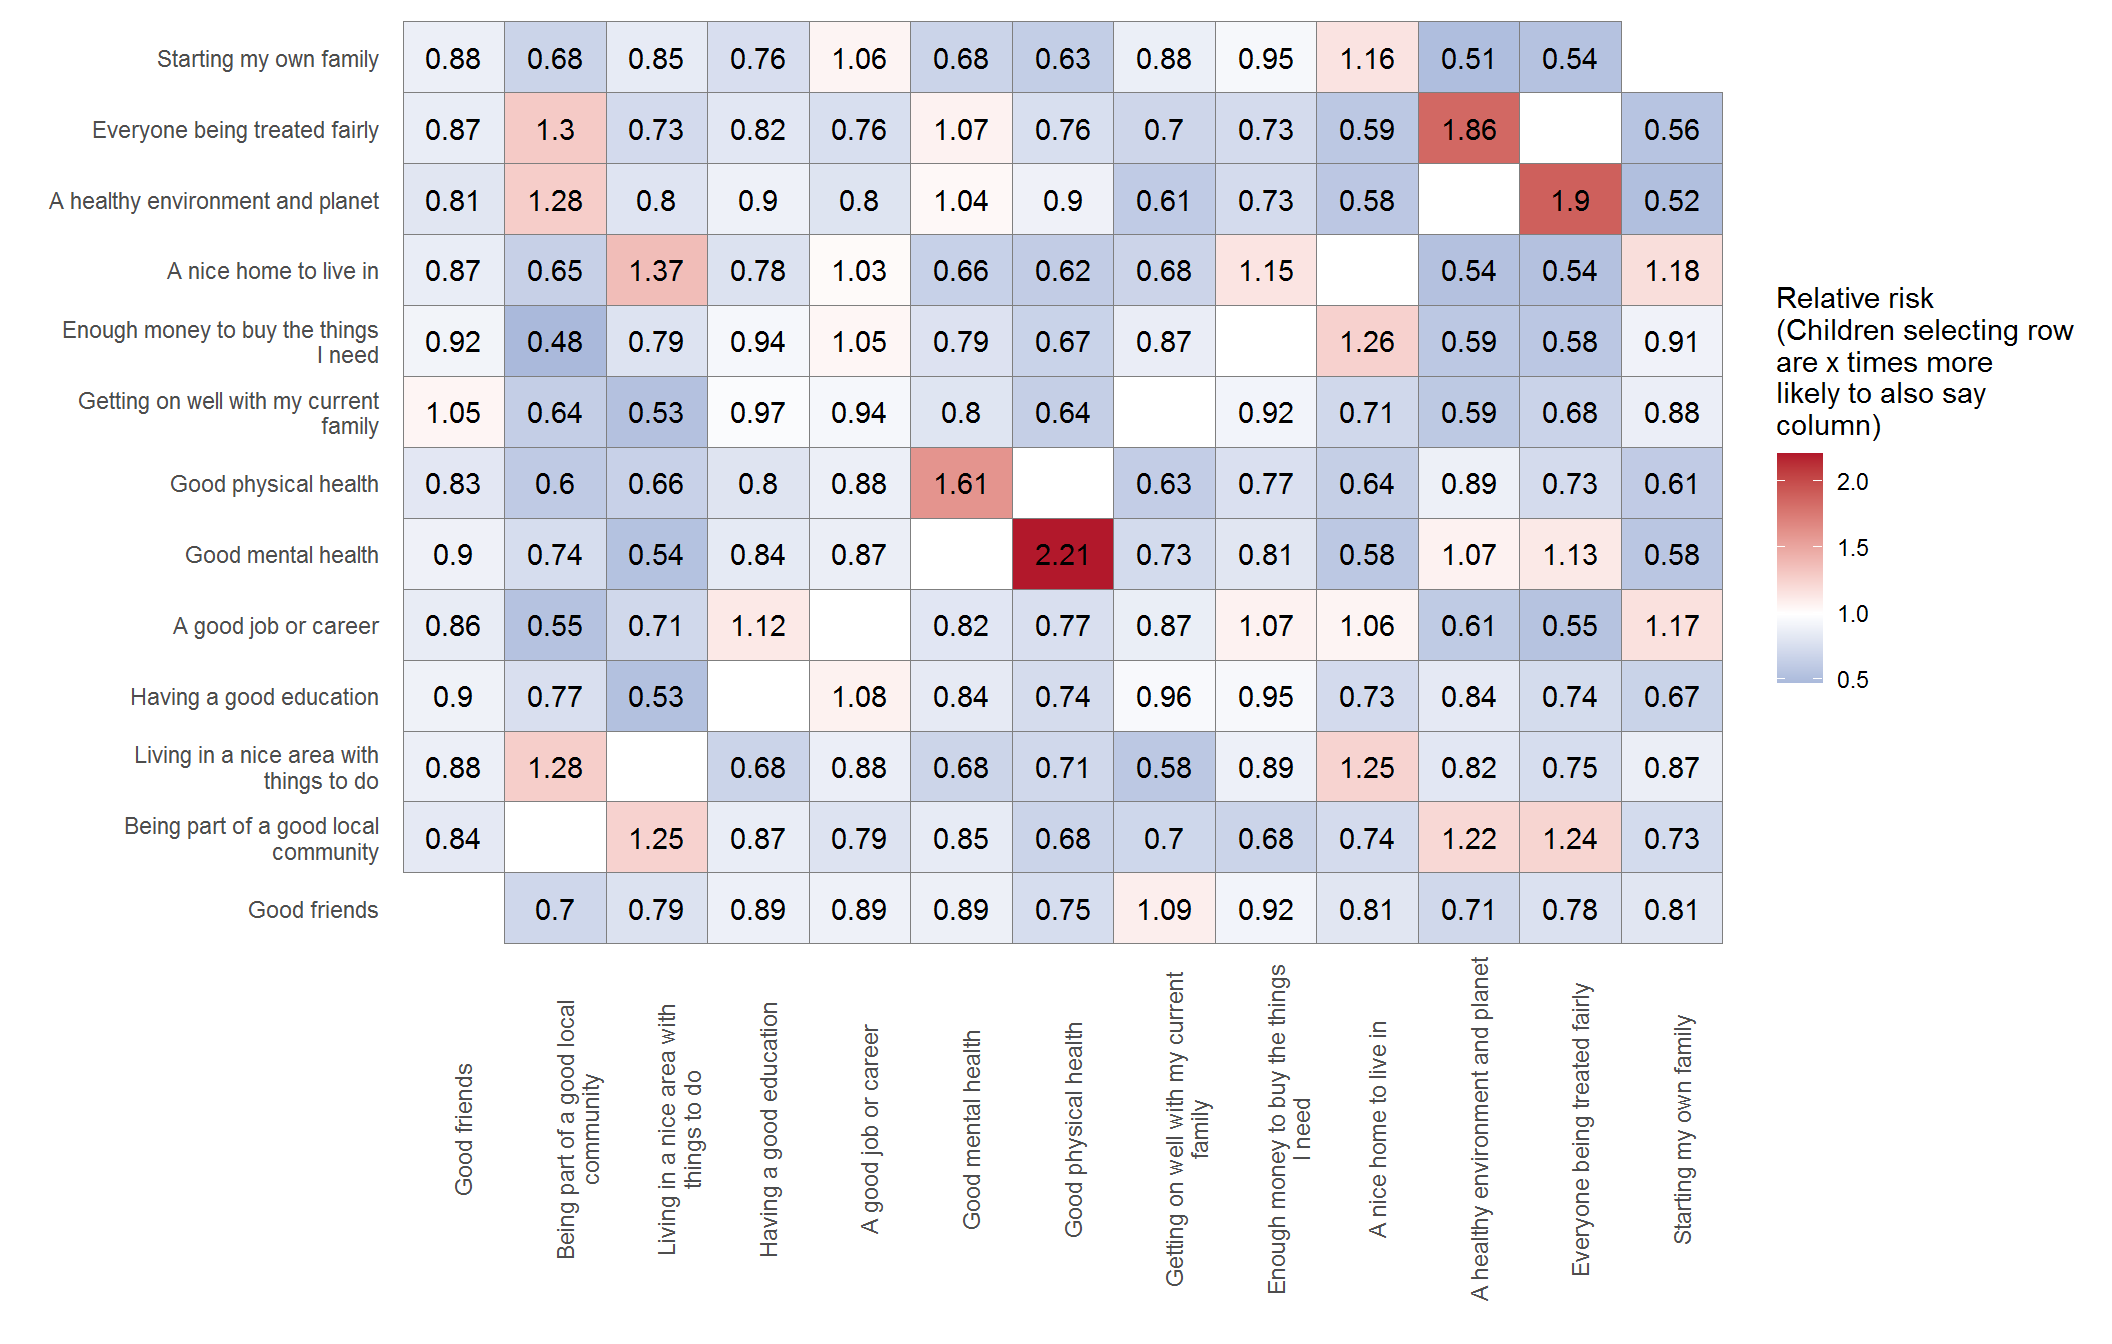 Starting my own family
0.88 0.68 0.85 0.76 1.06 0.68 0.63 0.88 0.95 1.16 0.51 0.54
Everyone being treated fairly
0.87 1.3 0.73 0.82 0.76 1.07 0.76 0.7 0.73 0.59 1.86 0.56
A healthy environment and planet
0.81 1.28 0.8 0.9 0.8 1.04 0.9 0.61 0.73 0.58 1.9 0.52
A nice home to live in
0.87 0.65 1.37 0.78 1.03 0.66 0.62 0.68 1.15 0.54 0.54 1.18
Enough money to buy the things
I need
0.92 0.48 0.79 0.94 1.05 0.79 0.67 0.87 1.26 0.59 0.58 0.91
Getting on well with my current
family
1.05 0.64 0.53 0.97 0.94 0.8 0.64 0.92 0.71 0.59 0.68 0.88
Good physical health
0.83 0.6 0.66 0.8 0.88 1.61 0.63 0.77 0.64 0.89 0.73 0.61
Good mental health
0.9 0.74 0.54 0.84 0.87 2.21 0.73 0.81 0.58 1.07 1.13 0.58
A good job or career
0.86 0.55 0.71 1.12 0.82 0.77 0.87 1.07 1.06 0.61 0.55 1.17
Having a good education
0.9 0.77 0.53 1.08 0.84 0.74 0.96 0.95 0.73 0.84 0.74 0.67
Living in a nice area with
things to do
0.88 1.28 0.68 0.88 0.68 0.71 0.58 0.89 1.25 0.82 0.75 0.87
Being part of a good local
community
0.84 1.25 0.87 0.79 0.85 0.68 0.7 0.68 0.74 1.22 1.24 0.73
Good friends
0.7 0.79 0.89 0.89 0.89 0.75 1.09 0.92 0.81 0.71 0.78 0.81
Good friends
Being part of a good local
community
Living in a nice area with
things to do
Having a good education
A good job or career
Good mental health
Good physical health
Getting on well with my current
family
Enough money to buy the things
I need
A nice home to live in
A healthy environment and planet
Everyone being treated fairly
Starting my own family
Relative risk
(Children selecting row
are x times more
likely to also say
column)
2.0
1.5
1.0
0.5